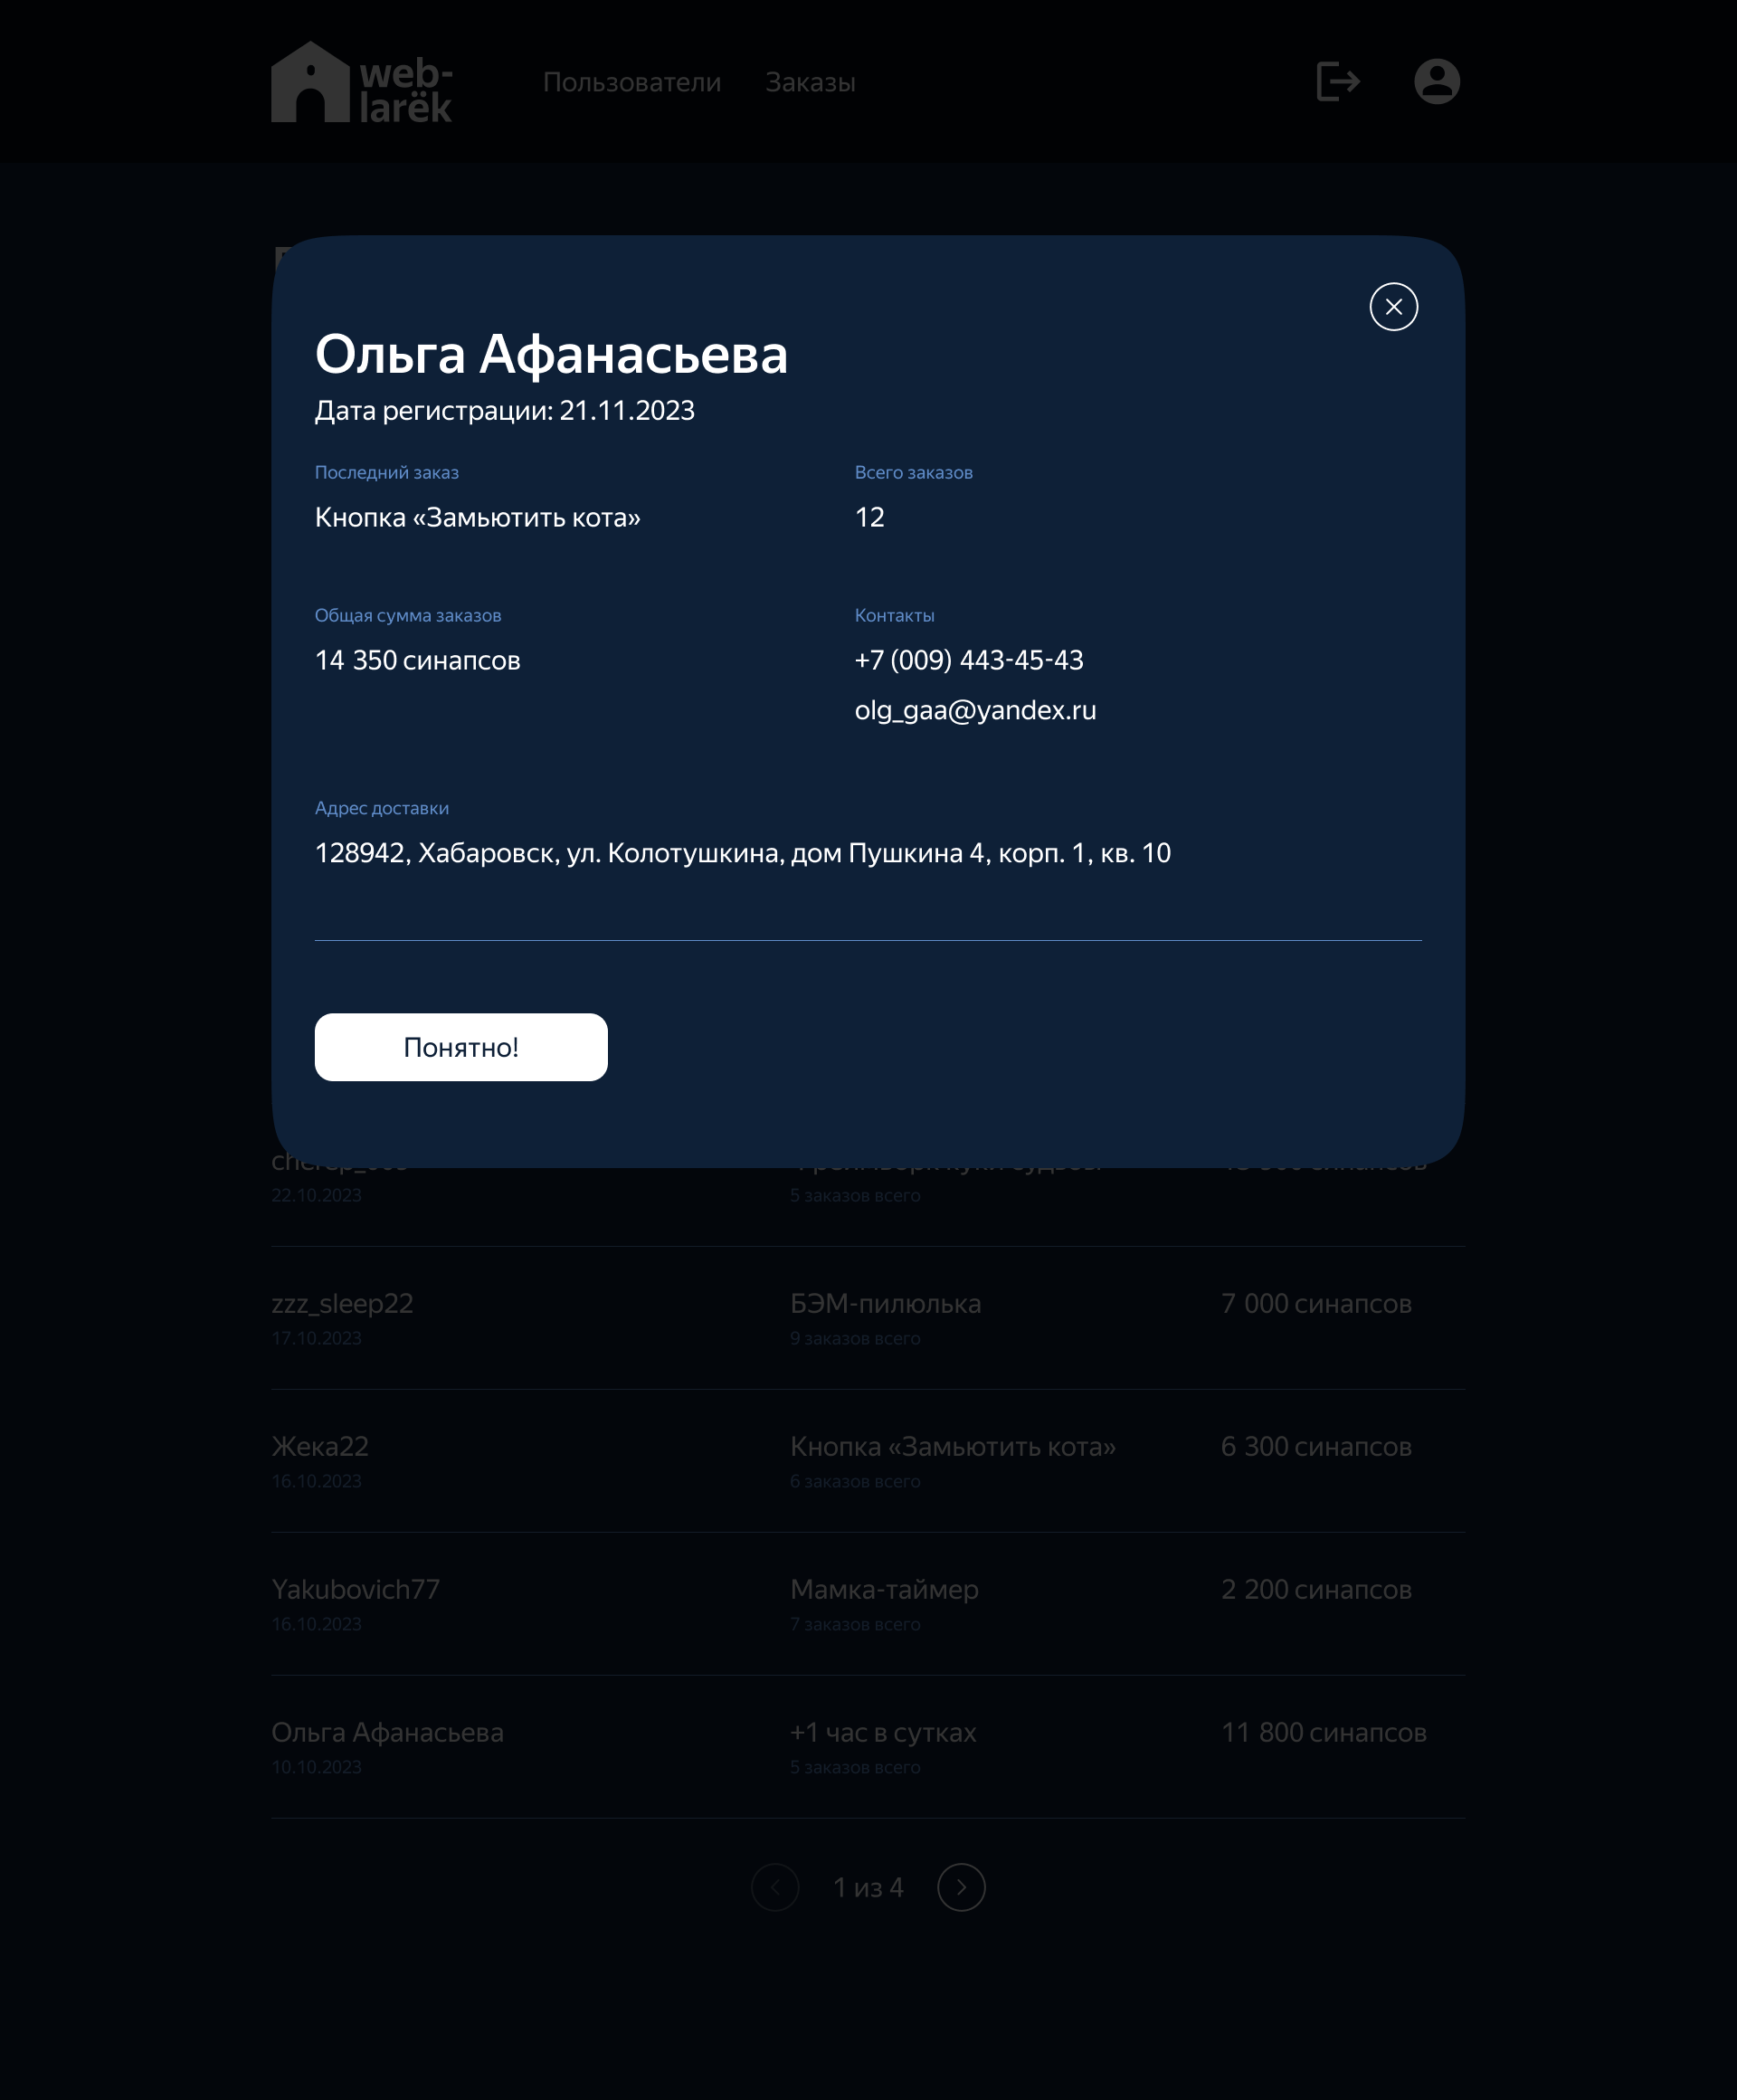 web-
larёk
Пользователи
Заказы
Ольга Афанасьева
Дата регистрации: 21.11.2023
Последний заказ
Всего заказов
Кнопка «Замьютить кота»
12
Общая сумма заказов
Контакты
14 350 синапсов
+7 (009) 443-45-43
olg_gaa@yandex.ru
Адрес доставки
128942, Хабаровск, ул. Колотушкина, дом Пушкина 4, корп. 1, кв. 10
Понятно!
22.10.2023
5 заказов всего
zzz_sleep22
БЭМ-пилюлька
7 000 синапсов
17.10.2023
9 заказов всего
Жека22
Кнопка «Замьютить кота»
6 300 синапсов
16.10.2023
6 заказов всего
Yakubovich77
Мамка-таймер
2 200 синапсов
16.10.2023
7 заказов всего
Ольга Афанасьева
+1 час в сутках
11 800 синапсов
10.10.2023
5 заказов всего
1 из 4